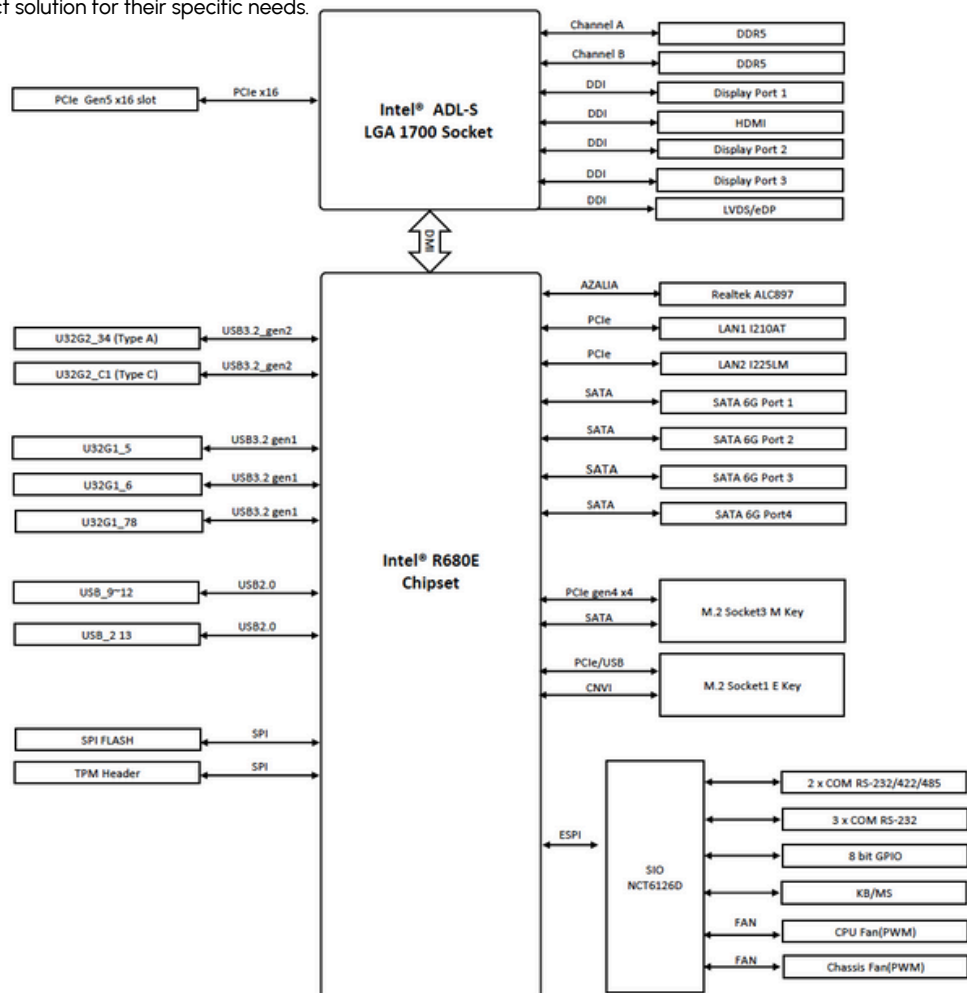 ct solution for their specific needs.
Channel A
DDR5
Channel B
DDR5
PCIe Gen5 x16 slot
PCIe x16
Intel® ADL-S
LGA 1700 Socket
DDI
Display Port 1
DDI
HDMI
DDI
Display Port 2
DDI
Display Port 3
DDI
LVDS/eDP
DMI
AZALIA
Realtek ALC897
U32G2_34 (Type A)
USB3.2_gen2
PCIe
LAN1 I210AT
U32G2_C1 (Type C)
USB3.2_gen2
PCIe
LAN2 I225LM
SATA
SATA 6G Port 1
U32G1_5
USB3.2 gen1
SATA
SATA 6G Port 2
U32G1_6
USB3.2 gen1
SATA
SATA 6G Port 3
U32G1_78
USB3.2 gen1
SATA
SATA 6G Port4
Intel® R680E
Chipset
USB_9~12
USB2.0
PCIe gen4 x4
SATA
M.2 Socket3 M Key
USB_2 13
USB2.0
PCIe/USB
CNVI
M.2 Socket1 E Key
SPI FLASH
SPI
TPM Header
SPI
ESPI
SIO
NCT6126D
2 x COM RS-232/422/485
3 x COM RS-232
8 bit GPIO
KB/MS
FAN
CPU Fan(PWM)
FAN
Chassis Fan(PWM)